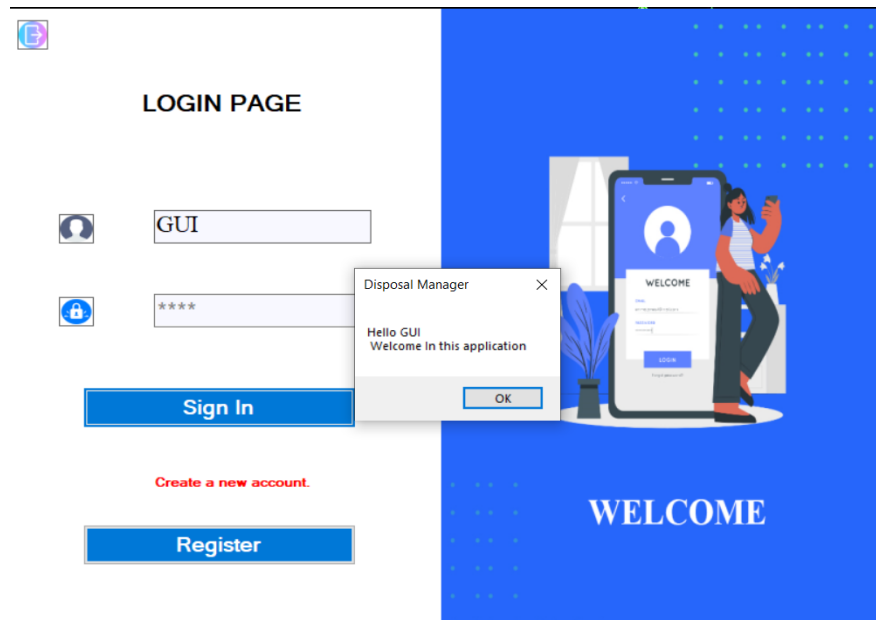 LOGIN PAGE
GUI
****
Disposal Manager
Hello GUI
Welcome In this application
OK
Sign In
Create a new account.
Register
WELCOME
LOGIN
WELCOME